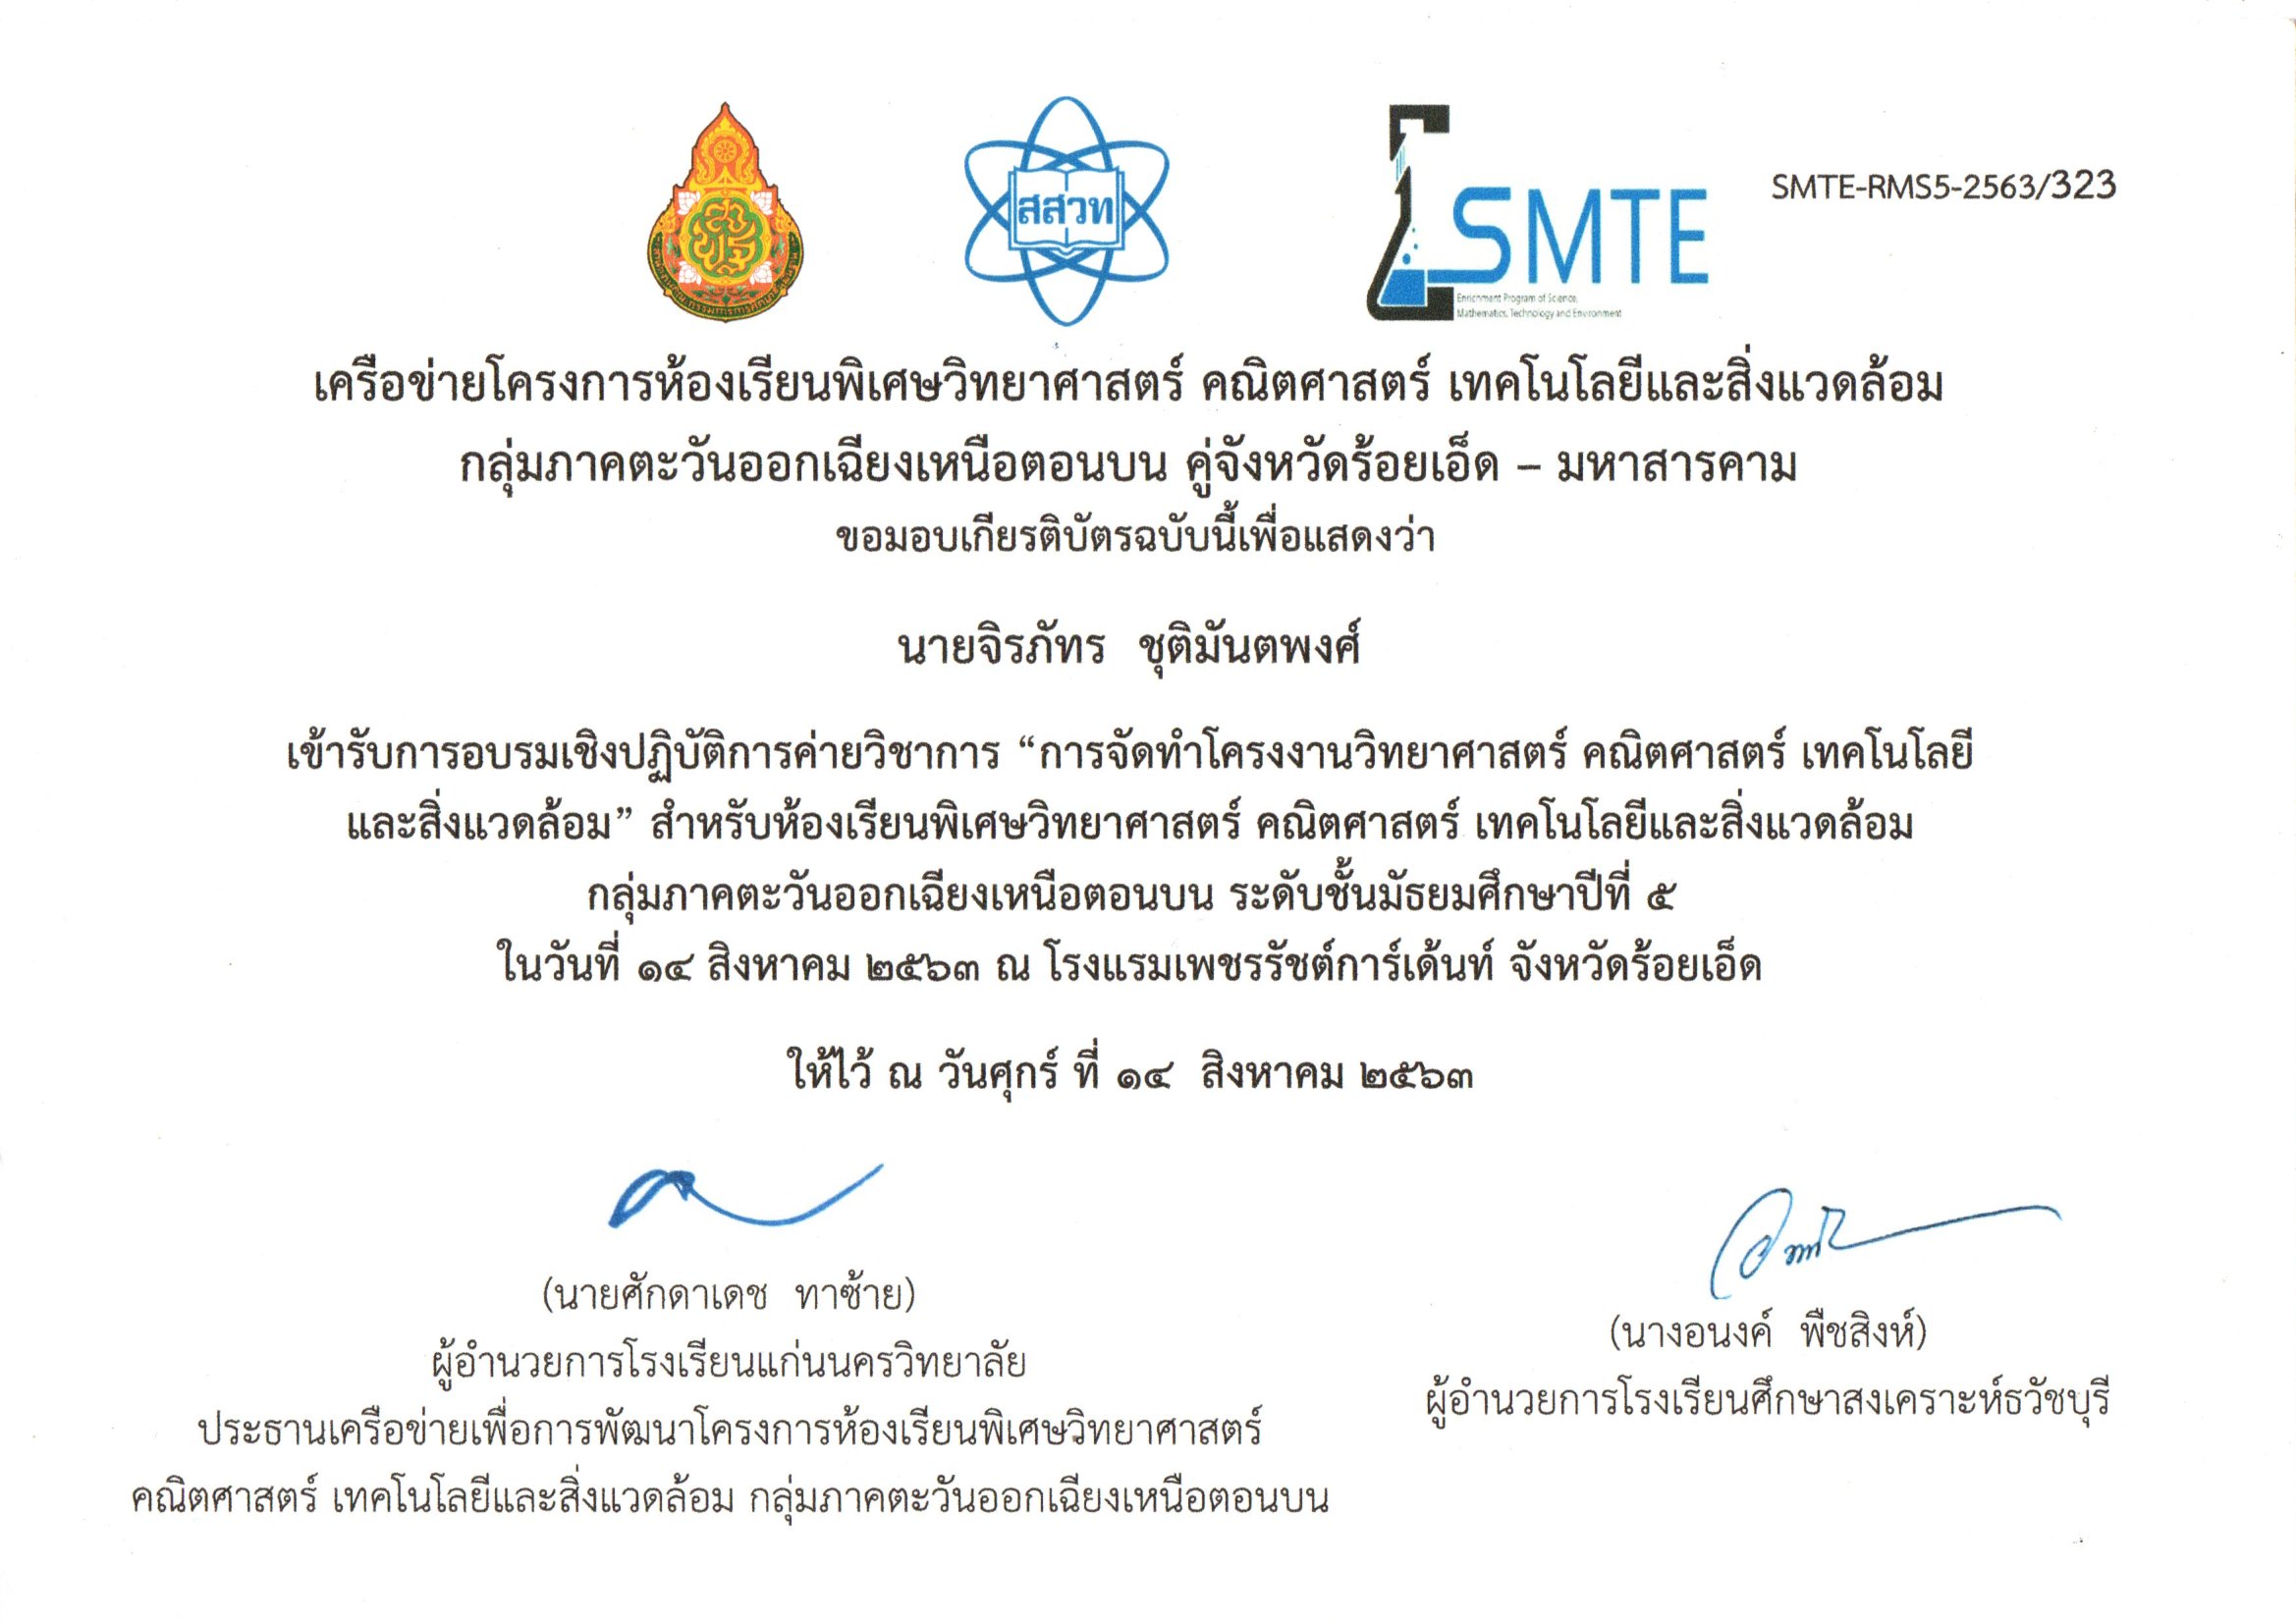 สพฐ
สสวท
SMTE
Enrichment Program of Science,
Mathematics, Technology and Environment
SMTE-RMS5-2563/323
เครือข่ายโครงการห้องเรียนพิเศษวิทยาศาสตร์ คณิตศาสตร์ เทคโนโลยีและสิ่งแวดล้อม
กลุ่มภาคตะวันออกเฉียงเหนือตอนบน คู่จังหวัดร้อยเอ็ด – มหาสารคาม
ขอมอบเกียรติบัตรฉบับนี้เพื่อแสดงว่า
นายจิรภัทร ชุติมันตพงศ์
เข้ารับการอบรมเชิงปฏิบัติการค่ายวิชาการ “การจัดทำโครงงานวิทยาศาสตร์ คณิตศาสตร์ เทคโนโลยี
และสิ่งแวดล้อม” สำหรับห้องเรียนพิเศษวิทยาศาสตร์ คณิตศาสตร์ เทคโนโลยีและสิ่งแวดล้อม
กลุ่มภาคตะวันออกเฉียงเหนือตอนบน ระดับชั้นมัธยมศึกษาปีที่ ๕
ในวันที่ ๑๔ สิงหาคม ๒๕๖๓ ณ โรงแรมเพชรรัชต์การ์เด้นท์ จังหวัดร้อยเอ็ด
ให้ไว้ ณ วันศุกร์ ที่ ๑๔ สิงหาคม ๒๕๖๓
(นายศักดาเดช ทาซ้าย)
ผู้อำนวยการโรงเรียนแก่นนครวิทยาลัย
ประธานเครือข่ายเพื่อการพัฒนาโครงการห้องเรียนพิเศษวิทยาศาสตร์
คณิตศาสตร์ เทคโนโลยีและสิ่งแวดล้อม กลุ่มภาคตะวันออกเฉียงเหนือตอนบน
(นางอนงค์ พืชสิงห์)
ผู้อำนวยการโรงเรียนศึกษาสงเคราะห์ธวัชบุรี